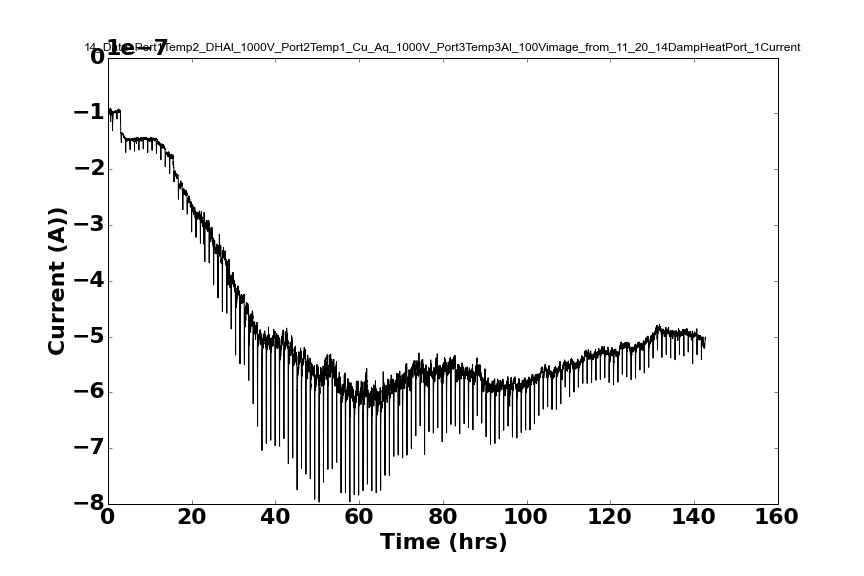 14_Data_Port1Temp2_DHAl_1000V_Port2Temp1_Cu_Aq_1000V_Port3Temp3Al_100Vimage_from_11_20_14DampHeatPort_1Current
1e−7
0
−1
−2
−3
−4
−5
−6
−7
−8
Current (A))
0 20 40 60 80 100 120 140 160
Time (hrs)